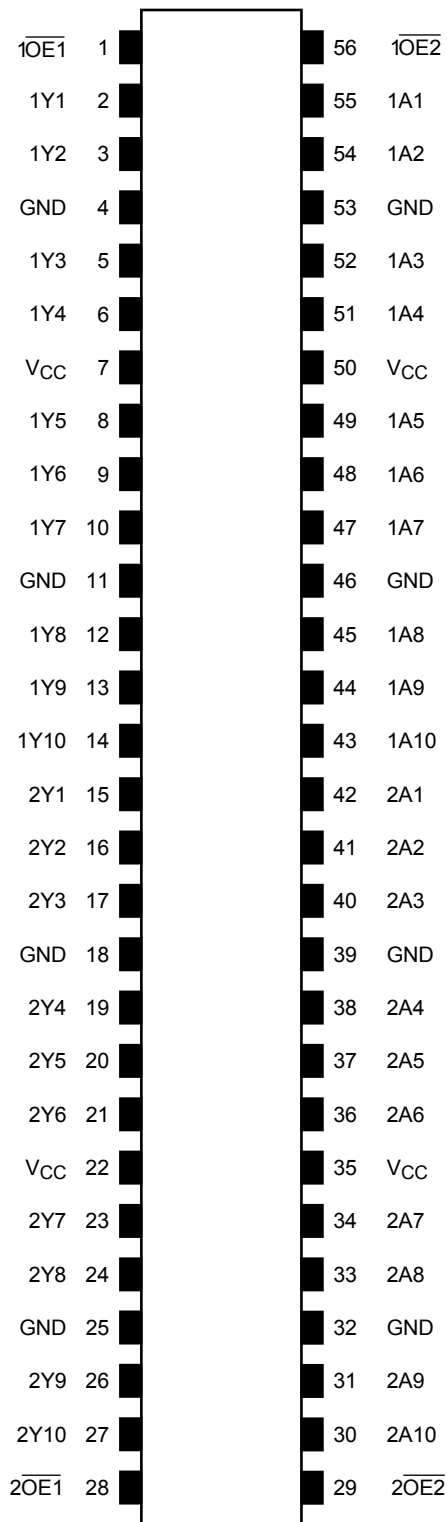 1OE1 1 56 1OE2
1Y1 2 55 1A1
1Y2 3 54 1A2
GND 4 53 GND
1Y3 5 52 1A3
1Y4 6 51 1A4
VCC 7 50 VCC
1Y5 8 49 1A5
1Y6 9 48 1A6
1Y7 10 47 1A7
GND 11 46 GND
1Y8 12 45 1A8
1Y9 13 44 1A9
1Y10 14 43 1A10
2Y1 15 42 2A1
2Y2 16 41 2A2
2Y3 17 40 2A3
GND 18 39 GND
2Y4 19 38 2A4
2Y5 20 37 2A5
2Y6 21 36 2A6
VCC 22 35 VCC
2Y7 23 34 2A7
2Y8 24 33 2A8
GND 25 32 GND
2Y9 26 31 2A9
2Y10 27 30 2A10
2OE1 28 29 2OE2